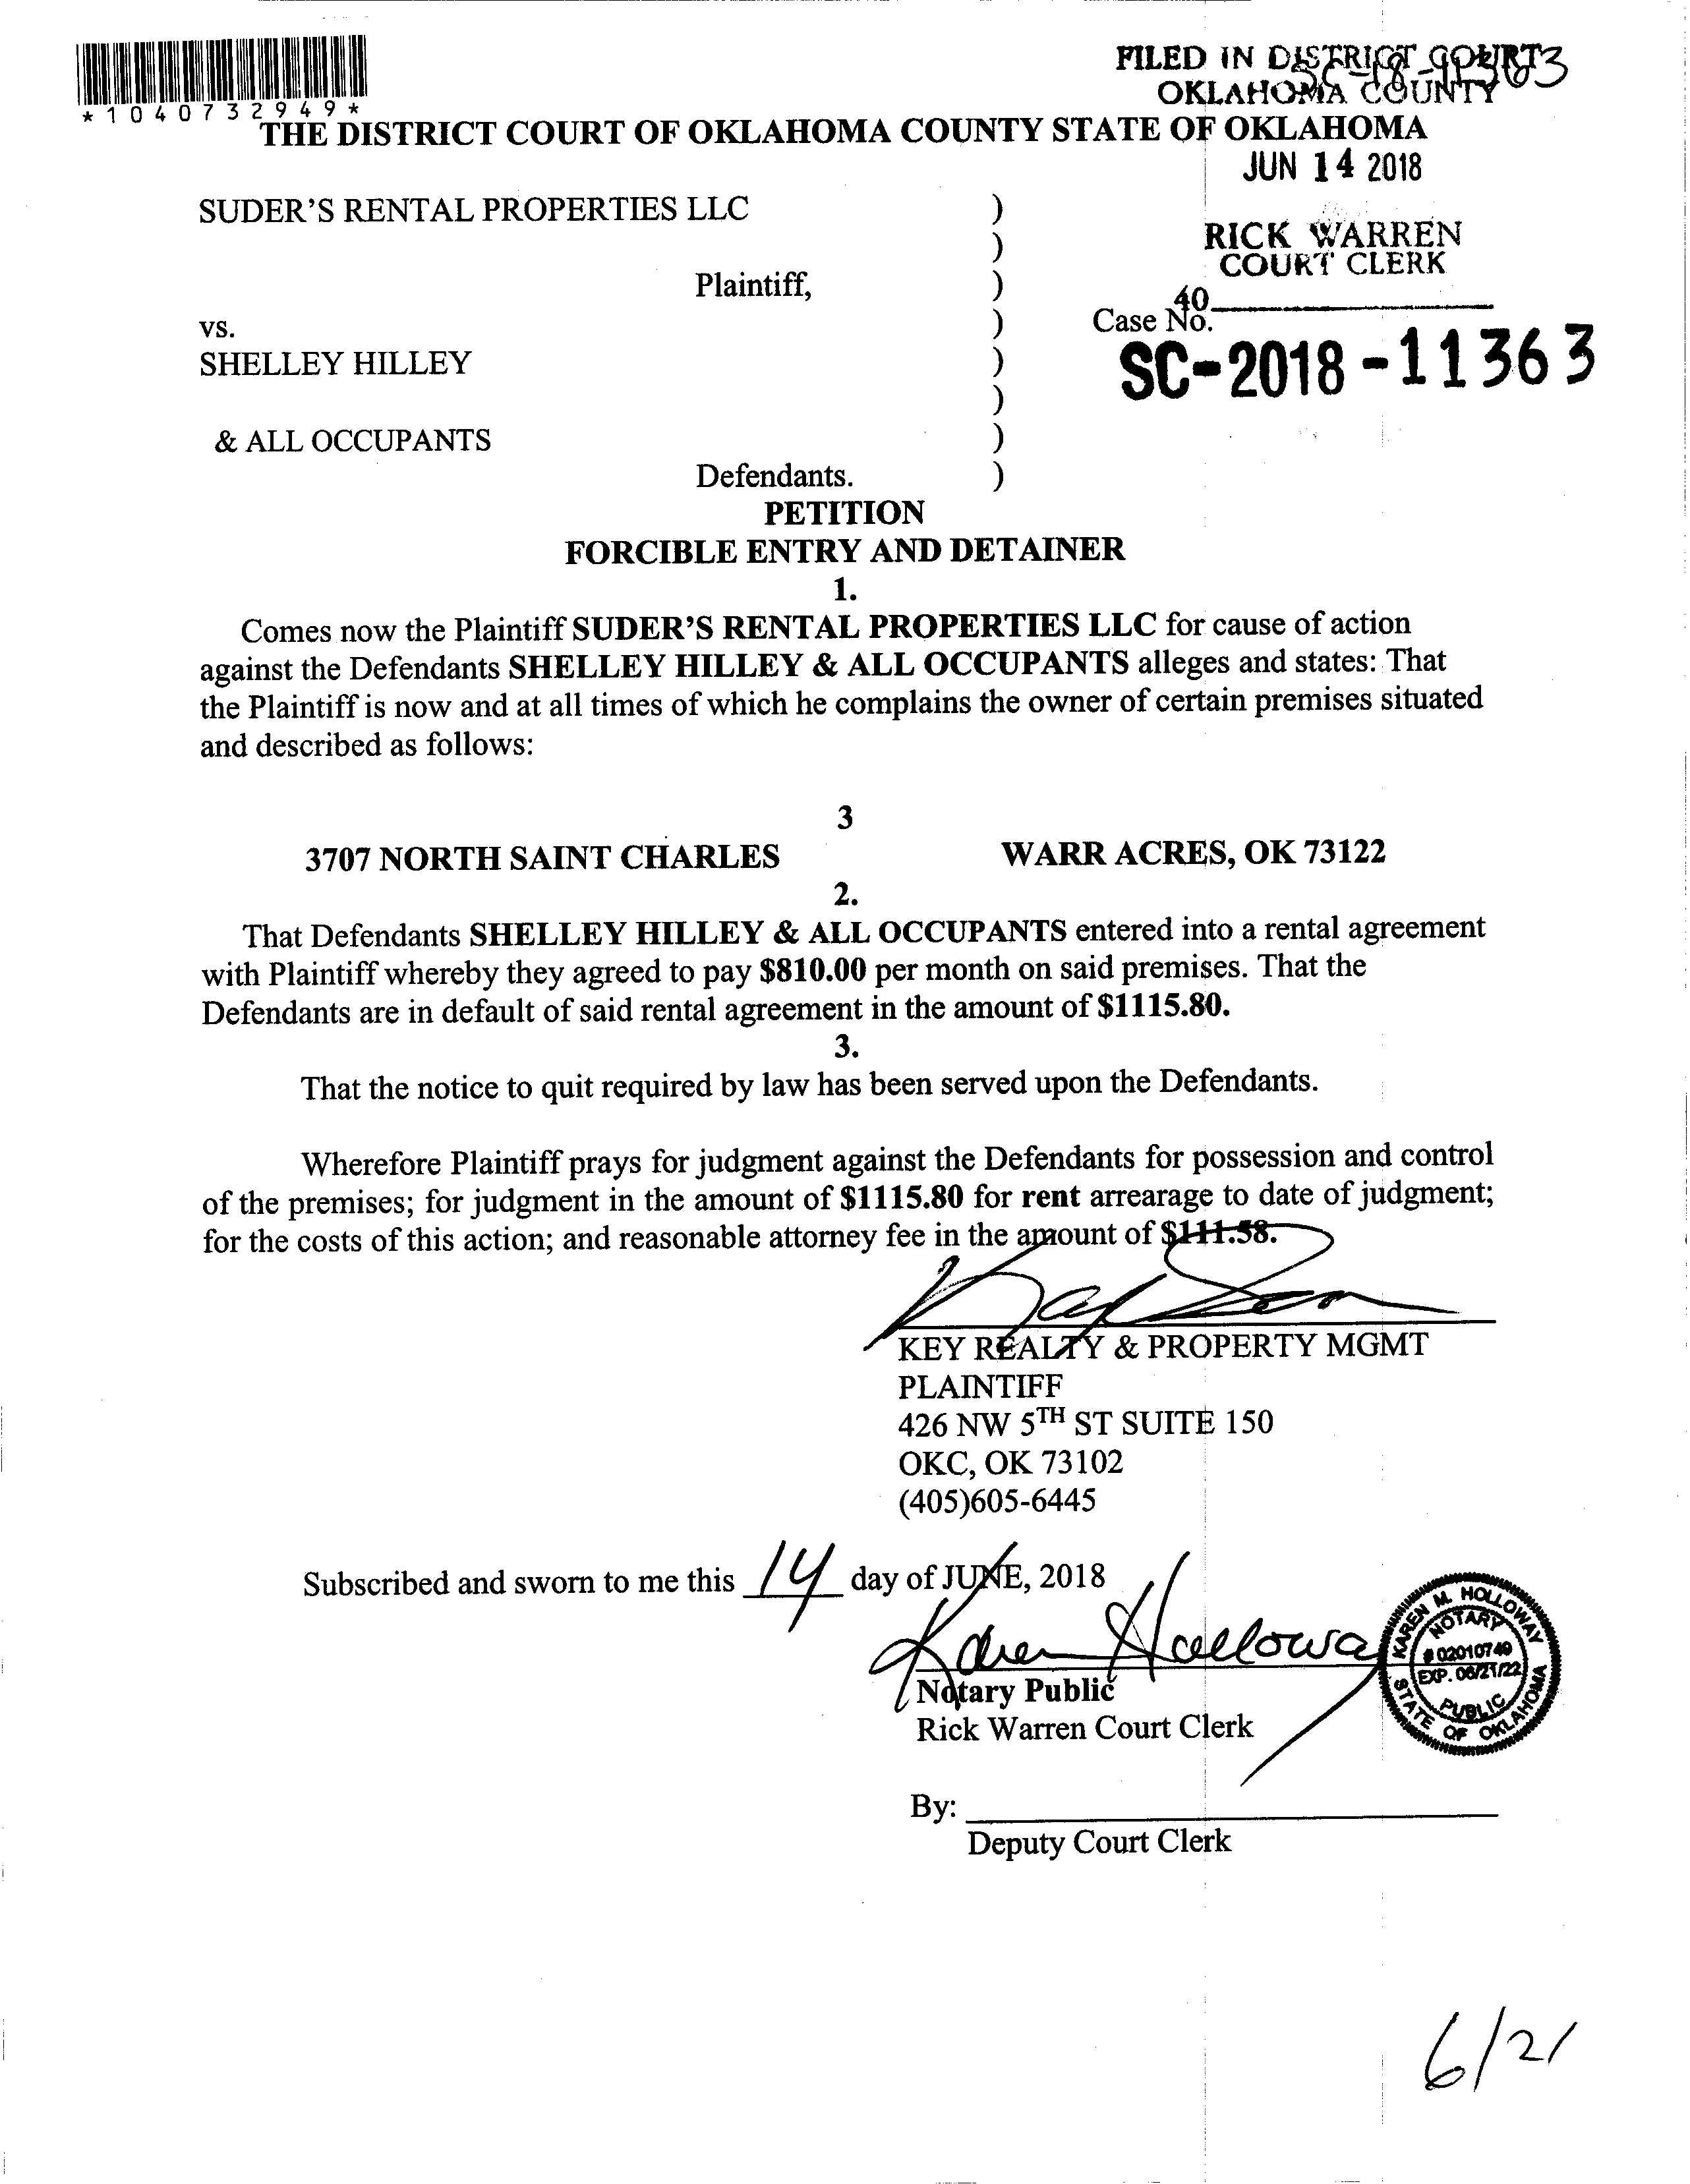 FILED IN DISTRICT COURT
OKLAHOMA COUNTY
*1040732949*
THE DISTRICT COURT OF OKLAHOMA COUNTY STATE OF OKLAHOMA
JUN 14 2018
SUDER'S RENTAL PROPERTIES LLC )
)
RICK WARREN
COURT CLERK
Plaintiff, )
40
vs. ) Case No.
SHELLEY HILLEY )
SC-2018-11363
)
& ALL OCCUPANTS )
Defendants. )
PETITION
FORCIBLE ENTRY AND DETAINER
1.
Comes now the Plaintiff SUDER'S RENTAL PROPERTIES LLC for cause of action
against the Defendants SHELLEY HILLEY & ALL OCCUPANTS alleges and states: That
the Plaintiff is now and at all times of which he complains the owner of certain premises situated
and described as follows:
3
3707 NORTH SAINT CHARLES WARR ACRES, OK 73122
2.
That Defendants SHELLEY HILLEY & ALL OCCUPANTS entered into a rental agreement
with Plaintiff whereby they agreed to pay $810.00 per month on said premises. That the
Defendants are in default of said rental agreement in the amount of $1115.80.
3.
That the notice to quit required by law has been served upon the Defendants.
Wherefore Plaintiff prays for judgment against the Defendants for possession and control
of the premises; for judgment in the amount of $1115.80 for rent arrearage to date of judgment;
for the costs of this action; and reasonable attorney fee in the amount of $111.58.
KEY REALTY & PROPERTY MGMT
PLAINTIFF
426 NW 5TH ST SUITE 150
OKC, OK 73102
(405)605-6445
Subscribed and sworn to me this 14 day of JUNE, 2018
Karen Holloway
Notary Public
Rick Warren Court Clerk
KAREN M. HOLLOWAY
NOTARY
# 02010749
EXP. 06/21/22
PUBLIC
STATE OF OKLAHOMA
By:
Deputy Court Clerk
6/21